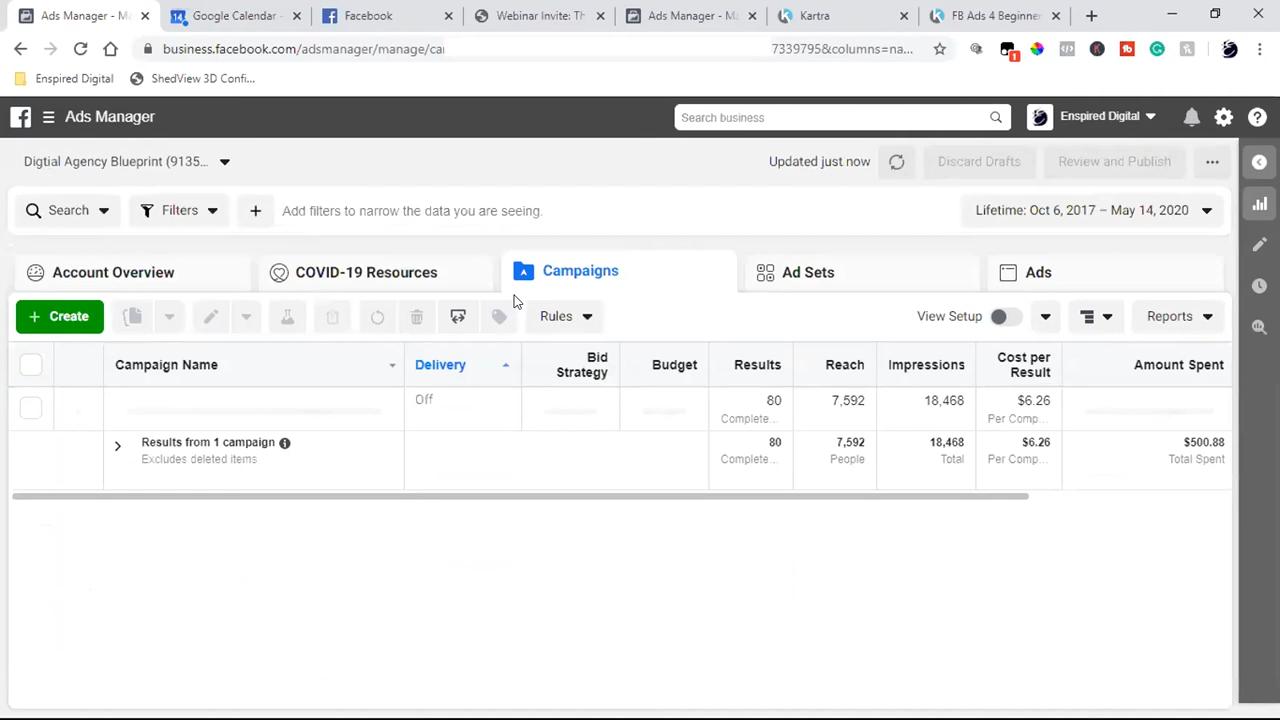 Ads Manager - M
Google Calendar -
Facebook
Webinar Invite: Th
Ads Manager - M
Kartra
FB Ads 4 Beginne
business.facebook.com/adsmanager/manage/ca
7339795&columns=na...
1
Enspired Digital
ShedView 3D Confi...
Ads Manager
Search business
Enspired Digital
Digtial Agency Blueprint (9135...
Updated just now
Discard Drafts
Review and Publish
Search
Filters
Add filters to narrow the data you are seeing.
Lifetime: Oct 6, 2017 – May 14, 2020
Account Overview
COVID-19 Resources
Campaigns
Ad Sets
Ads
+ Create
Rules
View Setup
Reports
Campaign Name
Delivery
Bid Strategy
Budget
Results
Reach
Impressions
Cost per Result
Amount Spent
Off
80
7,592
18,468
$6.26
Complete...
Per Comp...
Results from 1 campaign
80
7,592
18,468
$6.26
$500.88
Excludes deleted items
Complete...
People
Total
Per Comp...
Total Spent